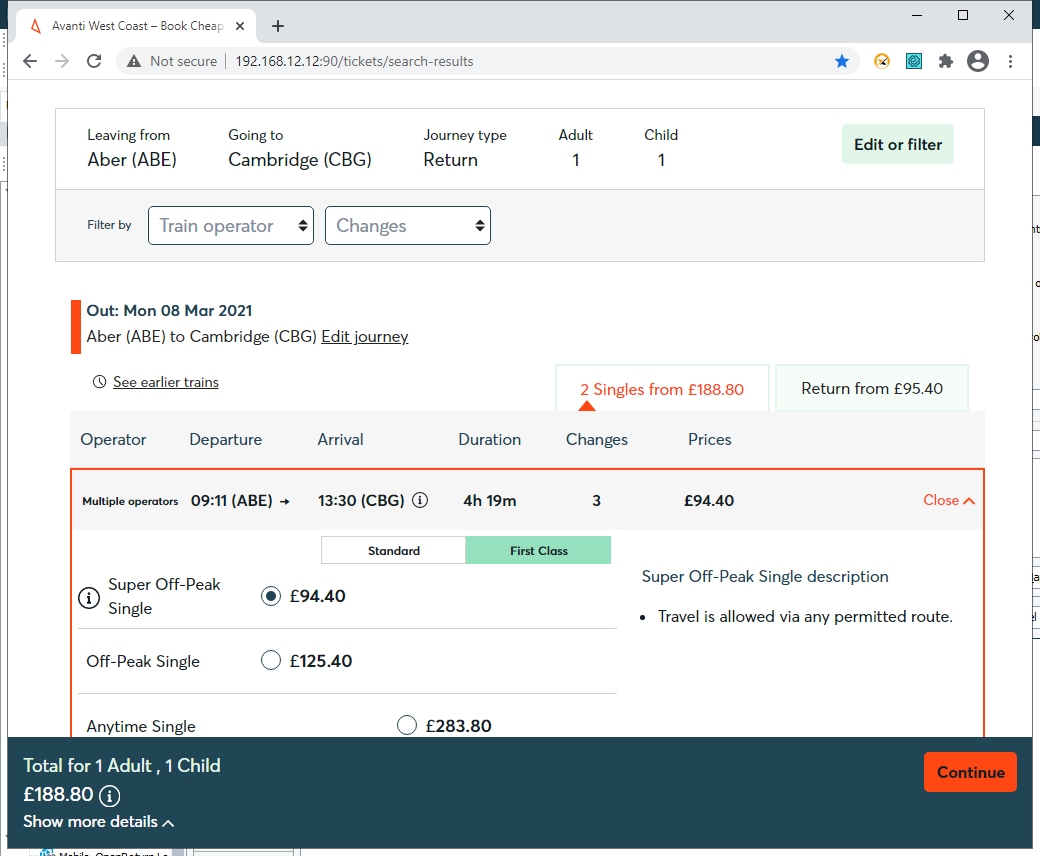 Avanti West Coast – Book Cheap
Not secure 192.168.12.12:90/tickets/search-results
Leaving from Going to Journey type Adult Child
Aber (ABE) Cambridge (CBG) Return 1 1
Edit or filter
Filter by Train operator Changes
Out: Mon 08 Mar 2021
Aber (ABE) to Cambridge (CBG) Edit journey
See earlier trains
2 Singles from £188.80 Return from £95.40
Operator Departure Arrival Duration Changes Prices
Multiple operators 09:11 (ABE) 13:30 (CBG) 4h 19m 3 £94.40 Close
Standard First Class
Super Off-Peak
Single
£94.40
Super Off-Peak Single description
• Travel is allowed via any permitted route.
Off-Peak Single £125.40
Anytime Single £283.80
Total for 1 Adult , 1 Child
£188.80
Show more details
Continue